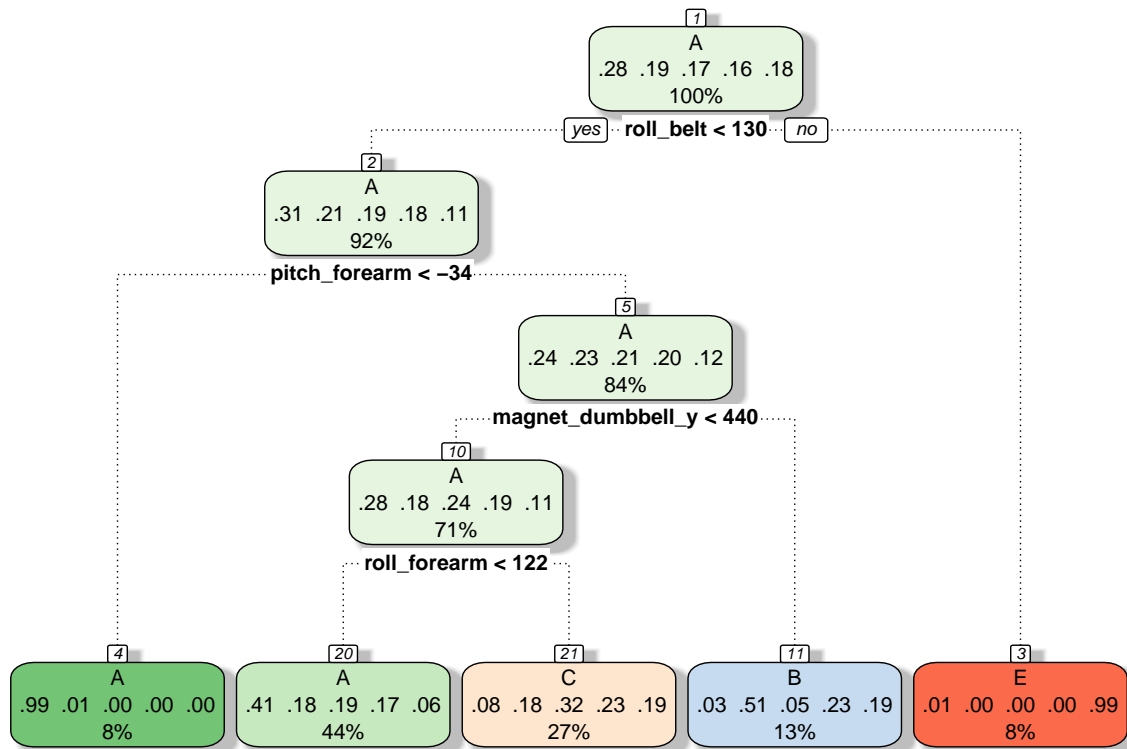 1
A
.28 .19 .17 .16 .18
100%
yes roll_belt < 130 no
2
A
.31 .21 .19 .18 .11
92%
pitch_forearm < −34
5
A
.24 .23 .21 .20 .12
84%
magnet_dumbbell_y < 440
10
A
.28 .18 .24 .19 .11
71%
roll_forearm < 122
4
A
.99 .01 .00 .00 .00
8%
20
A
.41 .18 .19 .17 .06
44%
21
C
.08 .18 .32 .23 .19
27%
11
B
.03 .51 .05 .23 .19
13%
3
E
.01 .00 .00 .00 .99
8%